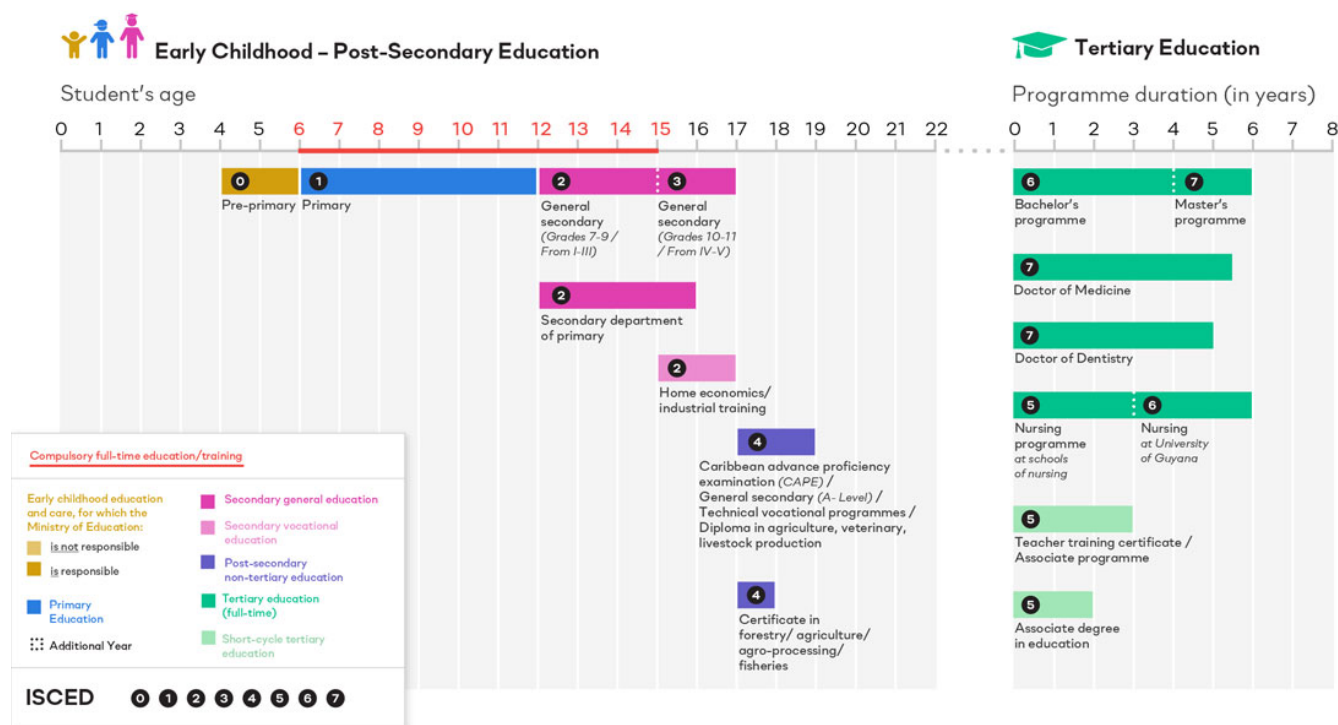 Early Childhood – Post-Secondary Education
Student's age
0 1 2 3 4 5 6 7 8 9 10 11 12 13 14 15 16 17 18 19 20 21 22
0
Pre-primary
1
Primary
2
General
secondary
(Grades 7-9 /
From I-III)
3
General
secondary
(Grades 10-11
/ From IV-V)
2
Secondary department
of primary
2
Home economics/
industrial training
4
Caribbean advance proficiency
examination (CAPE) /
General secondary (A- Level) /
Technical vocational programmes /
Diploma in agriculture, veterinary,
livestock production
4
Certificate in
forestry/ agriculture/
agro-processing/
fisheries
Tertiary Education
Programme duration (in years)
0 1 2 3 4 5 6 7 8
6
Bachelor's
programme
7
Master's
programme
7
Doctor of Medicine
7
Doctor of Dentistry
5
Nursing
programme
at schools
of nursing
6
Nursing
at University
of Guyana
5
Teacher training certificate /
Associate programme
5
Associate degree
in education
Compulsory full-time education/training
Early childhood education
and care, for which the
Ministry of Education:
is not responsible
is responsible
Primary
Education
Additional Year
Secondary general education
Secondary vocational
education
Post-secondary
non-tertiary education
Tertiary education
(full-time)
Short-cycle tertiary
education
ISCED 0 1 2 3 4 5 6 7